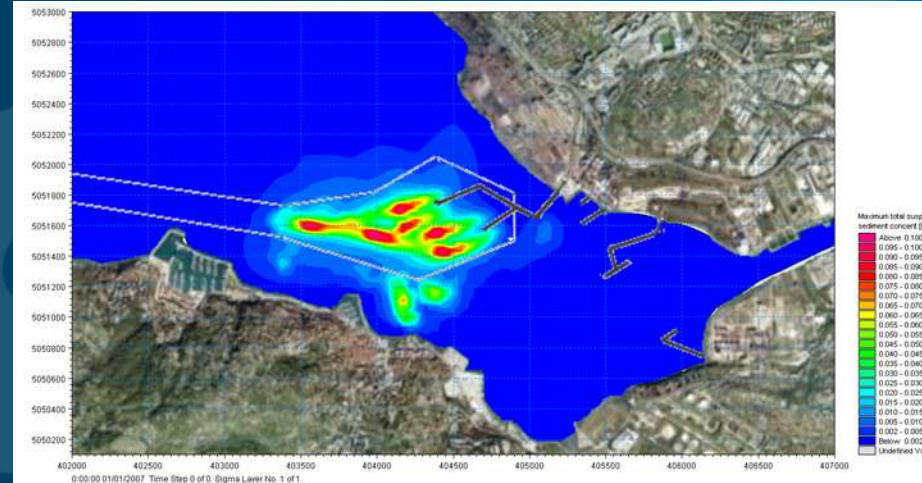 5053000
5052800
5052600
5052400
5052200
5052000
5051800
5051600
5051400
5051200
5051000
5050800
5050600
5050400
5050200
402000 402500 403000 403500 404000 404500 405000 405500 406000 406500 407000
0:00:00 01/01/2007 Time Step 0 of 0. Sigma Layer No. 1 of 1.
Maximum total susp
sediment concent [
Above 0.100
0.095 - 0.100
0.090 - 0.095
0.085 - 0.090
0.080 - 0.085
0.075 - 0.080
0.070 - 0.075
0.065 - 0.070
0.060 - 0.065
0.055 - 0.060
0.050 - 0.055
0.045 - 0.050
0.040 - 0.045
0.035 - 0.040
0.030 - 0.035
0.025 - 0.030
0.020 - 0.025
0.015 - 0.020
0.010 - 0.015
0.005 - 0.010
0.002 - 0.005
Below 0.002
Undefined Va